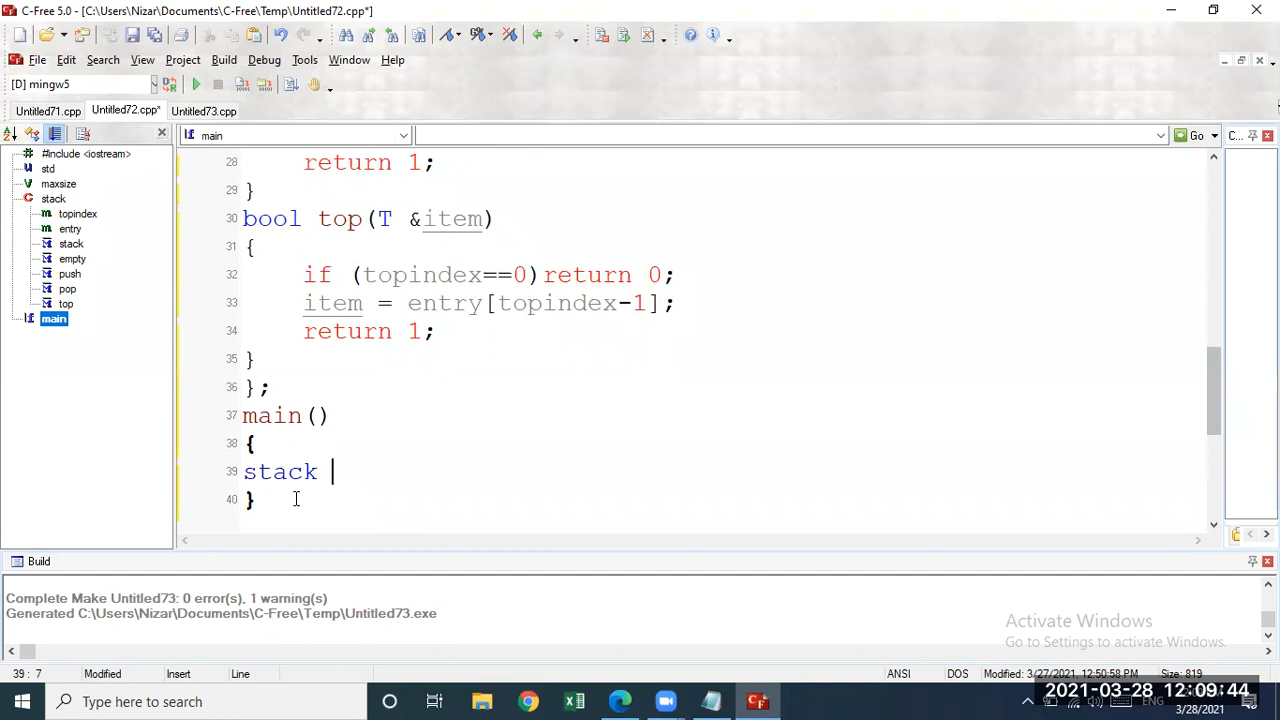 C-Free 5.0 - [C:\Users\Nizar\Documents\C-Free\Temp\Untitled72.cpp*]
File Edit Search View Project Build Debug Tools Window Help
[D] mingw5
Untitled71.cpp Untitled72.cpp* Untitled73.cpp
main
Go
C...
#include <iostream>
std
maxsize
stack
topindex
entry
stack
empty
push
pop
top
main
28 return 1;
29 }
30 bool top(T &item)
31 {
32 if (topindex==0)return 0;
33 item = entry[topindex-1];
34 return 1;
35 }
36 };
37 main()
38 {
39 stack
40 }
Build
Complete Make Untitled73: 0 error(s), 1 warning(s)
Generated C:\Users\Nizar\Documents\C-Free\Temp\Untitled73.exe
Activate Windows
Go to Settings to activate Windows.
39 : 7 Modified Insert Line ANSI DOS Modified: 3/27/2021, 12:50:58 PM Size: 819
Type here to search
ENG
2021-03-28 12:09:44
3/28/2021